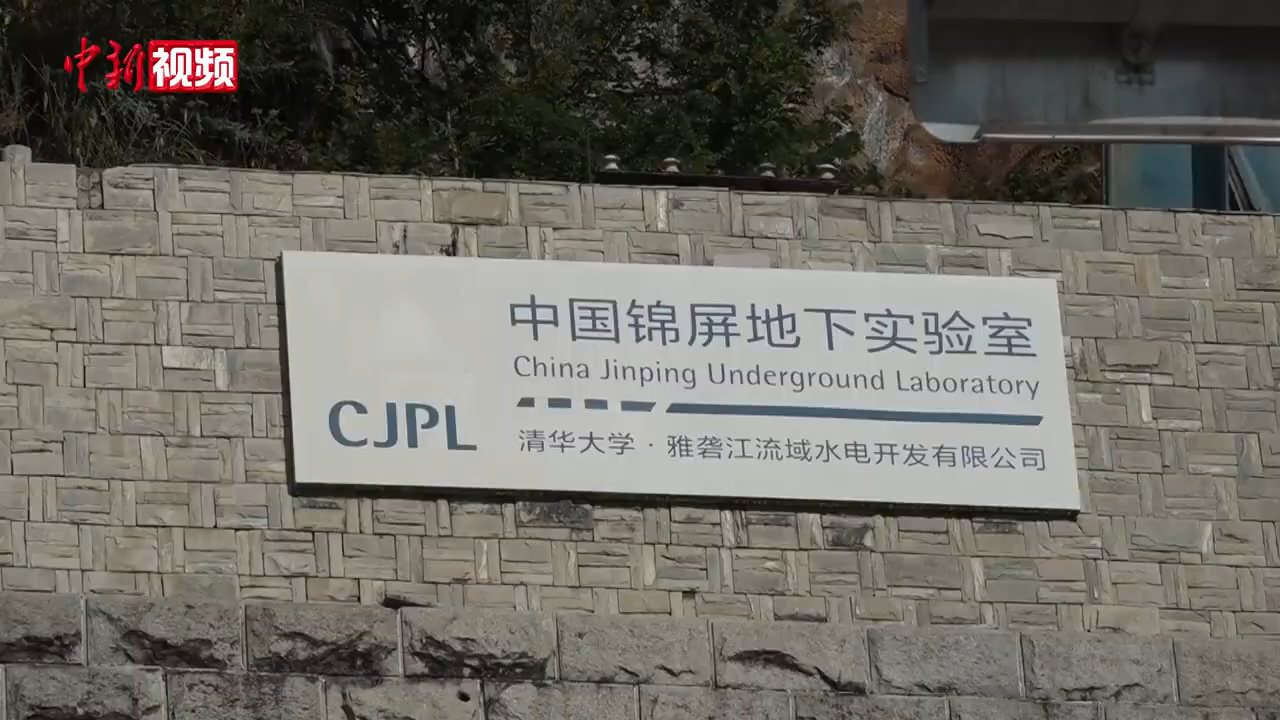 中新视频
中国锦屏地下实验室
China Jinping Underground Laboratory
CJPL
清华大学·雅砻江流域水电开发有限公司